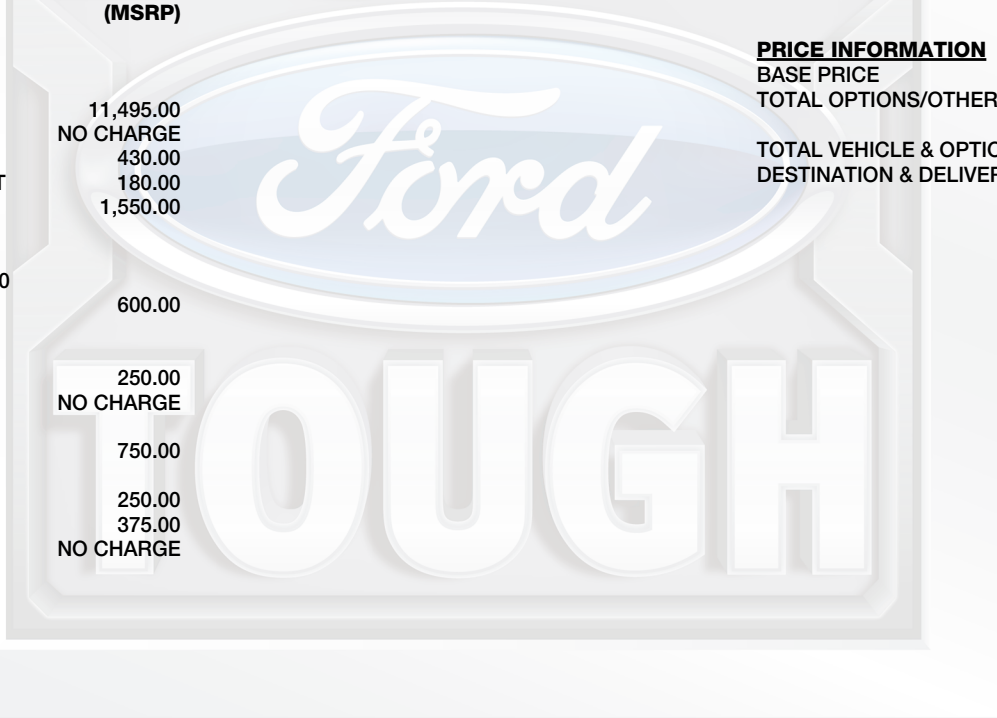 (MSRP)
11,495.00
NO CHARGE
430.00
T
180.00
1,550.00
0
600.00
250.00
NO CHARGE
750.00
250.00
375.00
NO CHARGE
PRICE INFORMATION
BASE PRICE
TOTAL OPTIONS/OTHER
TOTAL VEHICLE & OPTIO
DESTINATION & DELIVER
Ford
TOUGH